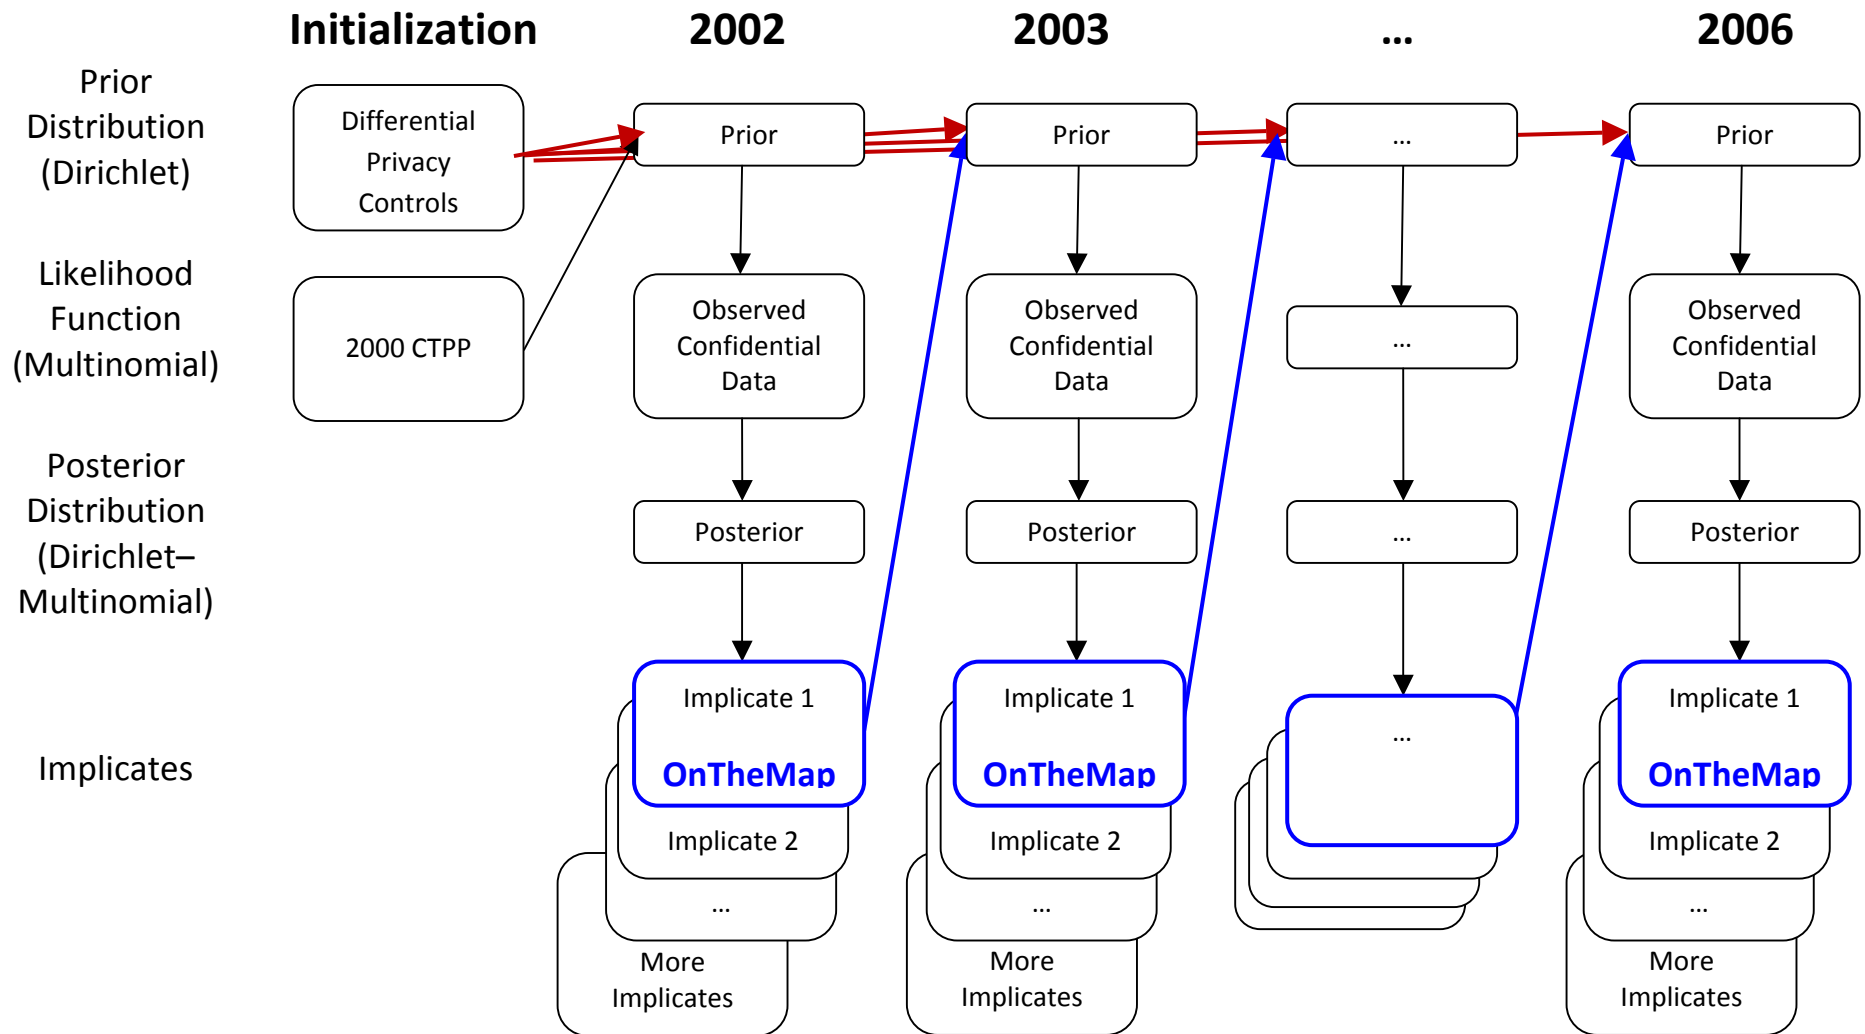 Initialization 2002 2003 ... 2006
Prior
Distribution
(Dirichlet)
Differential
Privacy
Controls
Prior
Prior
...
Prior
Likelihood
Function
(Multinomial)
2000 CTPP
Observed
Confidential
Data
Observed
Confidential
Data
...
Observed
Confidential
Data
Posterior
Distribution
(Dirichlet–
Multinomial)
Posterior
Posterior
...
Posterior
Implicates
Implicate 1
OnTheMap
Implicate 2
...
More
Implicates
Implicate 1
OnTheMap
Implicate 2
...
More
Implicates
...
Implicate 1
OnTheMap
Implicate 2
...
More
Implicates